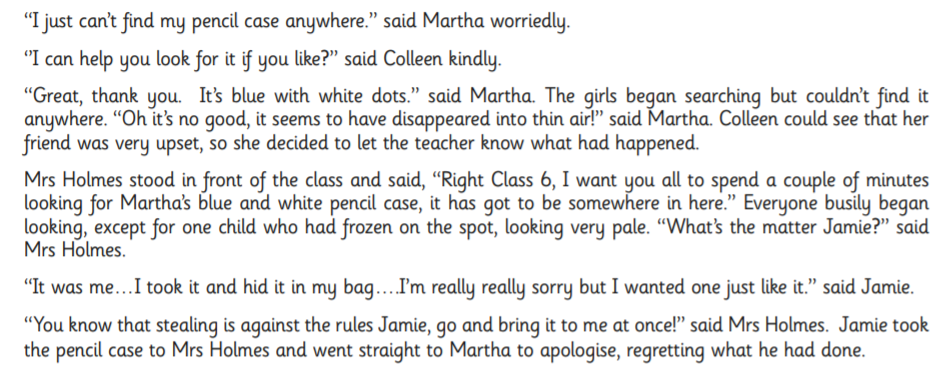 “I just can’t find my pencil case anywhere.” said Martha worriedly.
‘’I can help you look for it if you like?” said Colleen kindly.
“Great, thank you.  It’s blue with white dots.” said Martha. The girls began searching but couldn’t find it
anywhere. “Oh it’s no good, it seems to have disappeared into thin air!” said Martha. Colleen could see that her
friend was very upset, so she decided to let the teacher know what had happened.
Mrs Holmes stood in front of the class and said, “Right Class 6, I want you all to spend a couple of minutes
looking for Martha’s blue and white pencil case, it has got to be somewhere in here.” Everyone busily began
looking, except for one child who had frozen on the spot, looking very pale. “What’s the matter Jamie?” said
Mrs Holmes.
“It was me…I took it and hid it in my bag….I’m really really sorry but I wanted one just like it.” said Jamie.
“You know that stealing is against the rules Jamie, go and bring it to me at once!” said Mrs Holmes.  Jamie took
the pencil case to Mrs Holmes and went straight to Martha to apologise, regretting what he had done.